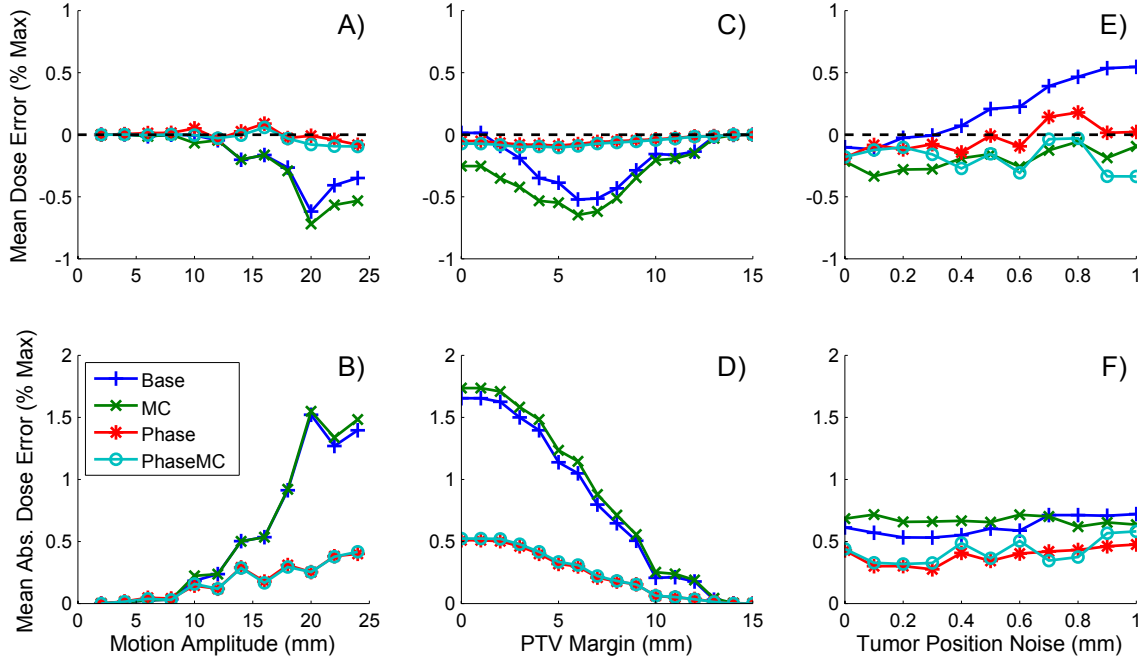 A)
C)
E)
Mean Dose Error (% Max)
1
0.5
0
-0.5
-1
0 5 10 15 20 25
1
0.5
0
-0.5
-1
0 5 10 15
1
0.5
0
-0.5
-1
0 0.2 0.4 0.6 0.8 1
B)
D)
F)
Mean Abs. Dose Error (% Max)
2
1.5
1
0.5
0
Base
MC
Phase
PhaseMC
0 5 10 15 20 25
Motion Amplitude (mm)
2
1.5
1
0.5
0
0 5 10 15
PTV Margin (mm)
2
1.5
1
0.5
0
0 0.2 0.4 0.6 0.8 1
Tumor Position Noise (mm)